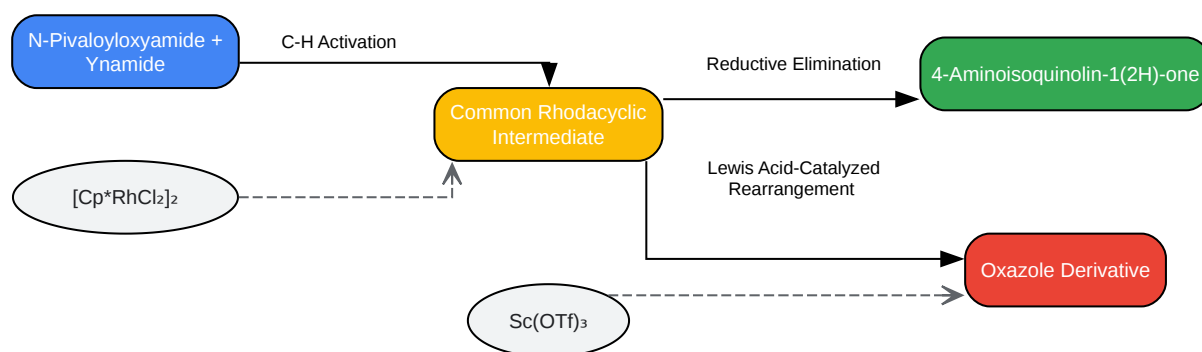 N-Pivaloyloxyamide +
Ynamide
C-H Activation
Reductive Elimination
4-Aminoisoquinolin-1(2H)-one
Common Rhodacyclic
Intermediate
[Cp*RhCl₂]₂
Lewis Acid-Catalyzed
Rearrangement
Oxazole Derivative
Sc(OTf)₃